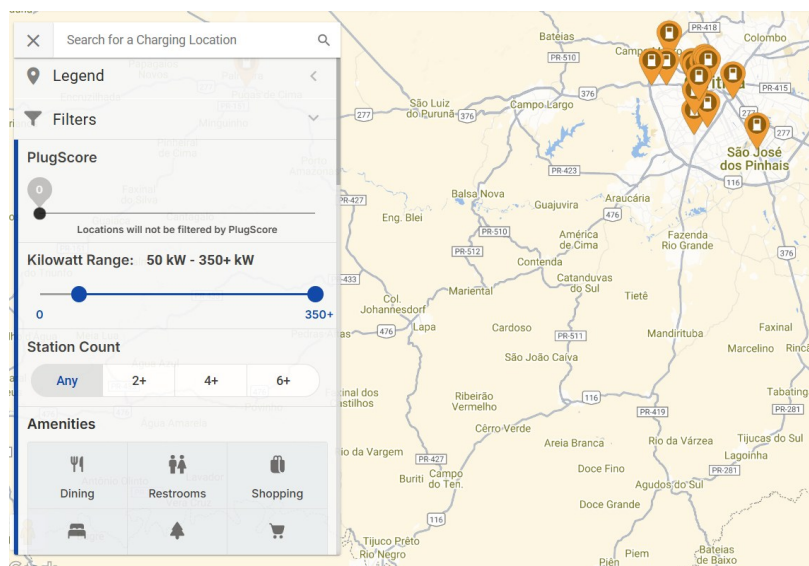 Search for a Charging Location
Legend
Filters
PlugScore
0
Locations will not be filtered by PlugScore
Kilowatt Range: 50 kW - 350+ kW
0
350+
Station Count
Any
2+
4+
6+
Amenities
Dining
Restrooms
Shopping
PR-418
Bateias
Colombo
PR-510
376
PR-415
São Luiz
do Purunã
376
277
Campo Largo
277
São José
dos Pinhais
116
PR-423
Araucária
PR-427
Balsa Nova
Guajuvira
476
Eng. Blei
PR-510
América
de Cima
Fazenda
Rio Grande
PR-512
376
Contenda
-433
Mariental
Catanduvas
do Sul
Tietê
Col.
Johannesdorf
476
Lapa
Cardoso
PR-511
Mandirituba
Faxinal
Marcelino
São João Caiva
Ribeirão
Vermelho
116
PR-419
PR-281
Cêrro Verde
Areia Branca
Rio da Várzea
Tijucas do Sul
Lagoinha
PR-427
PR-281
Buriti
Campo
do Ten.
Doce Fino
Agudos do Sul
Doce Grande
116
Tijuco Prêto
Rio Negro
Piem
Piên
Bateias
de Baixo